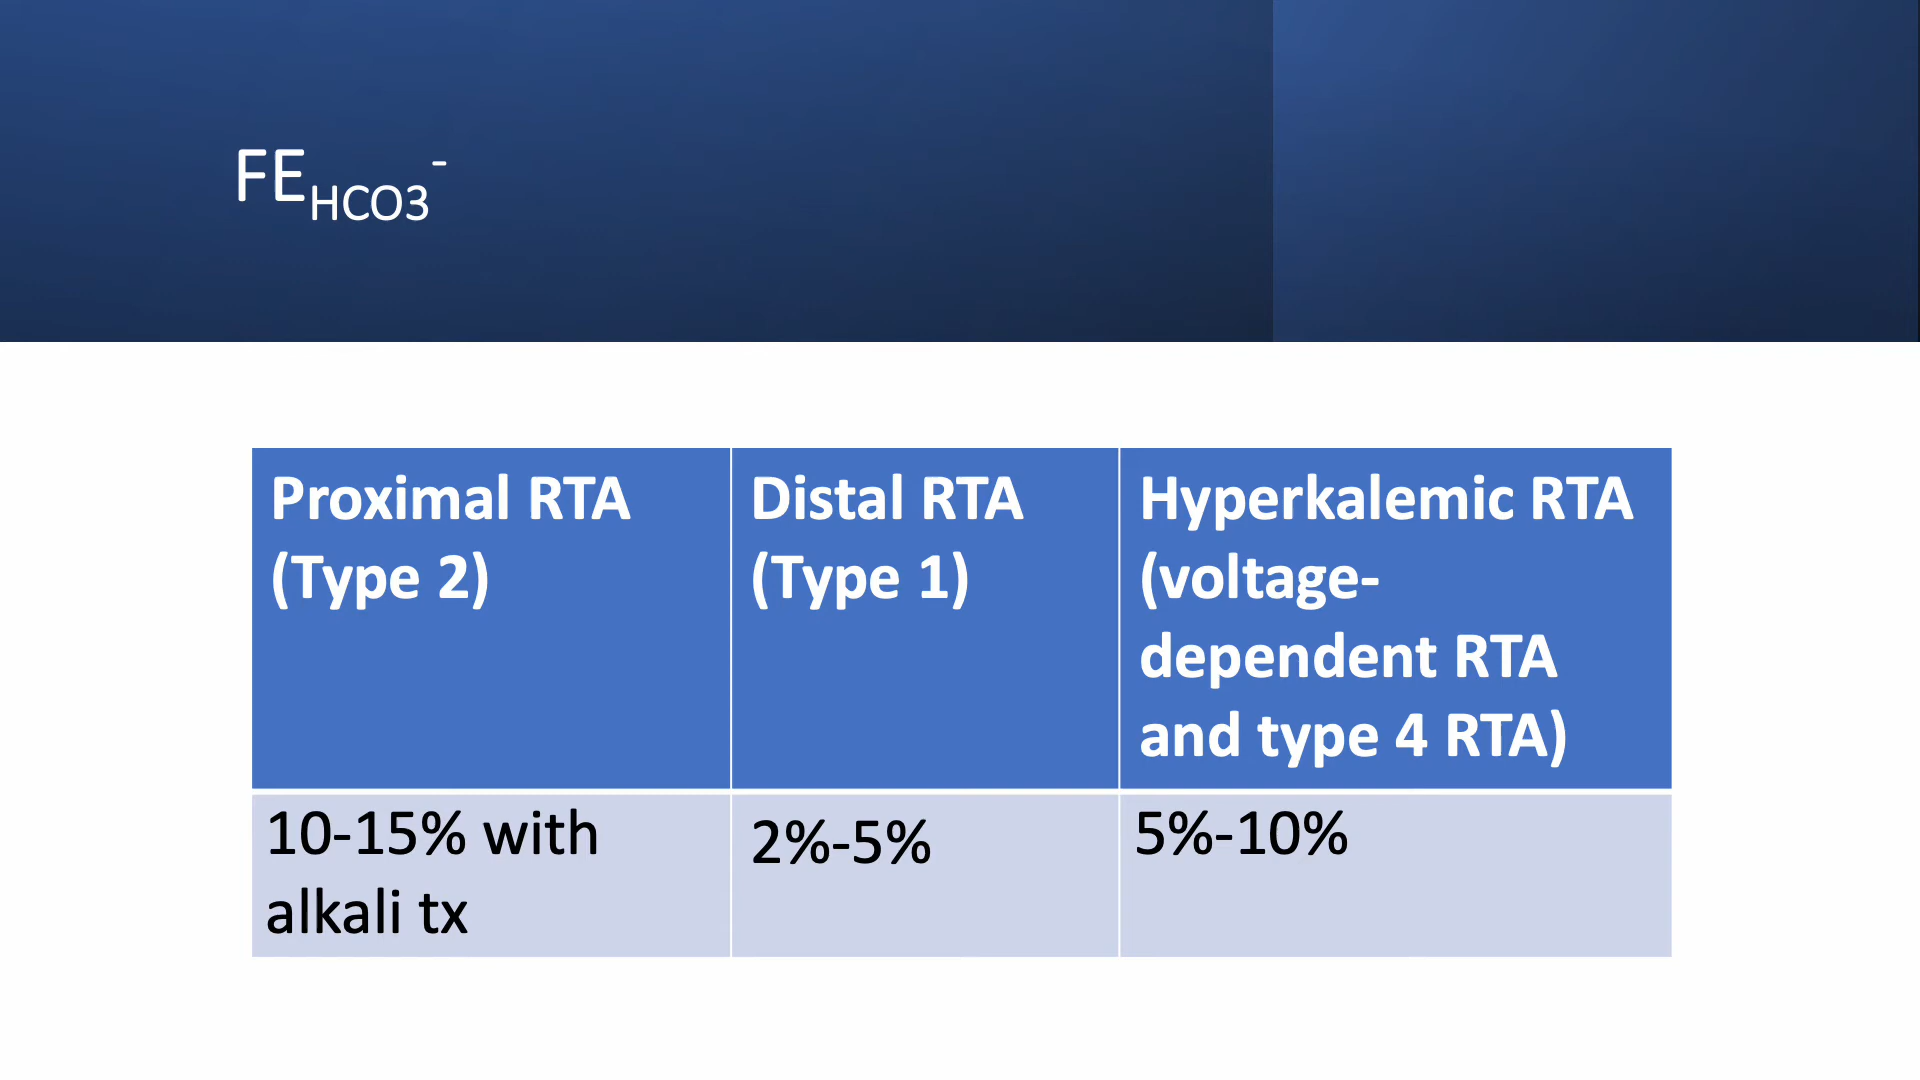 FEHCO3-
Proximal RTA
(Type 2)
Distal RTA
(Type 1)
Hyperkalemic RTA
(voltage-
dependent RTA
and type 4 RTA)
10-15% with
alkali tx
2%-5%
5%-10%